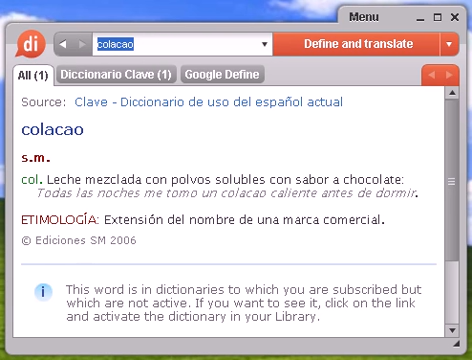 Menu
di
colacao
Define and translate
All (1)
Diccionario Clave (1)
Google Define
Source: Clave - Diccionario de uso del español actual
colacao
s.m.
col. Leche mezclada con polvos solubles con sabor a chocolate:
Todas las noches me tomo un colacao caliente antes de dormir.
ETIMOLOGÍA: Extensión del nombre de una marca comercial.
© Ediciones SM 2006
i
This word is in dictionaries to which you are subscribed but
which are not active. If you want to see it, click on the link
and activate the dictionary in your Library.